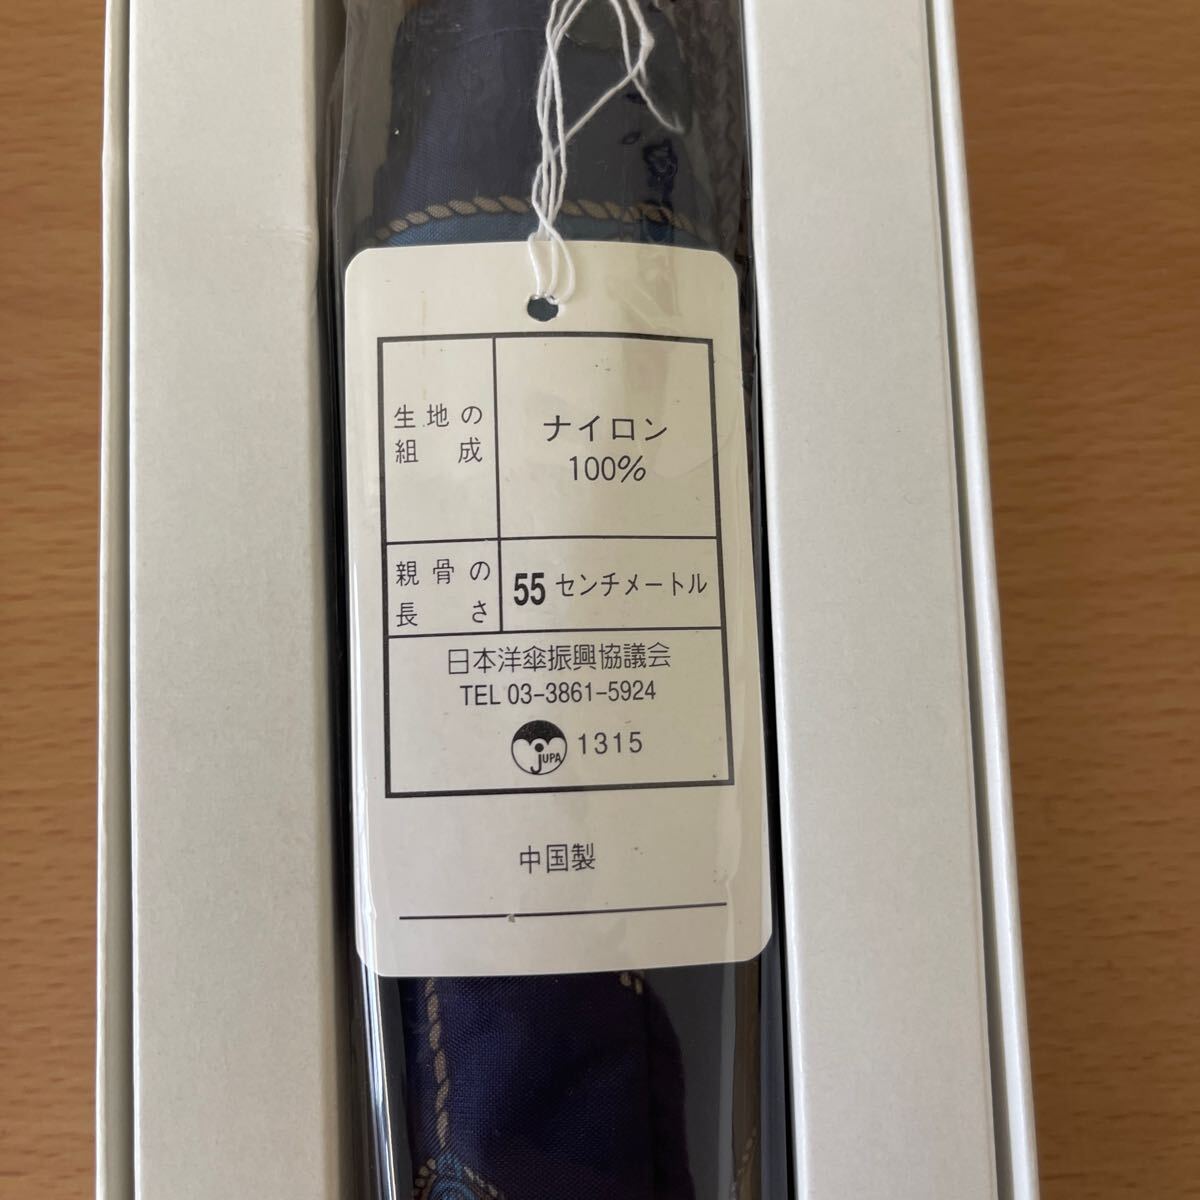 生地の
組成
ナイロン
100%
親骨の
長さ
55センチメートル
日本洋傘振興協議会
TEL 03-3861-5924
JUPA 1315
中国製